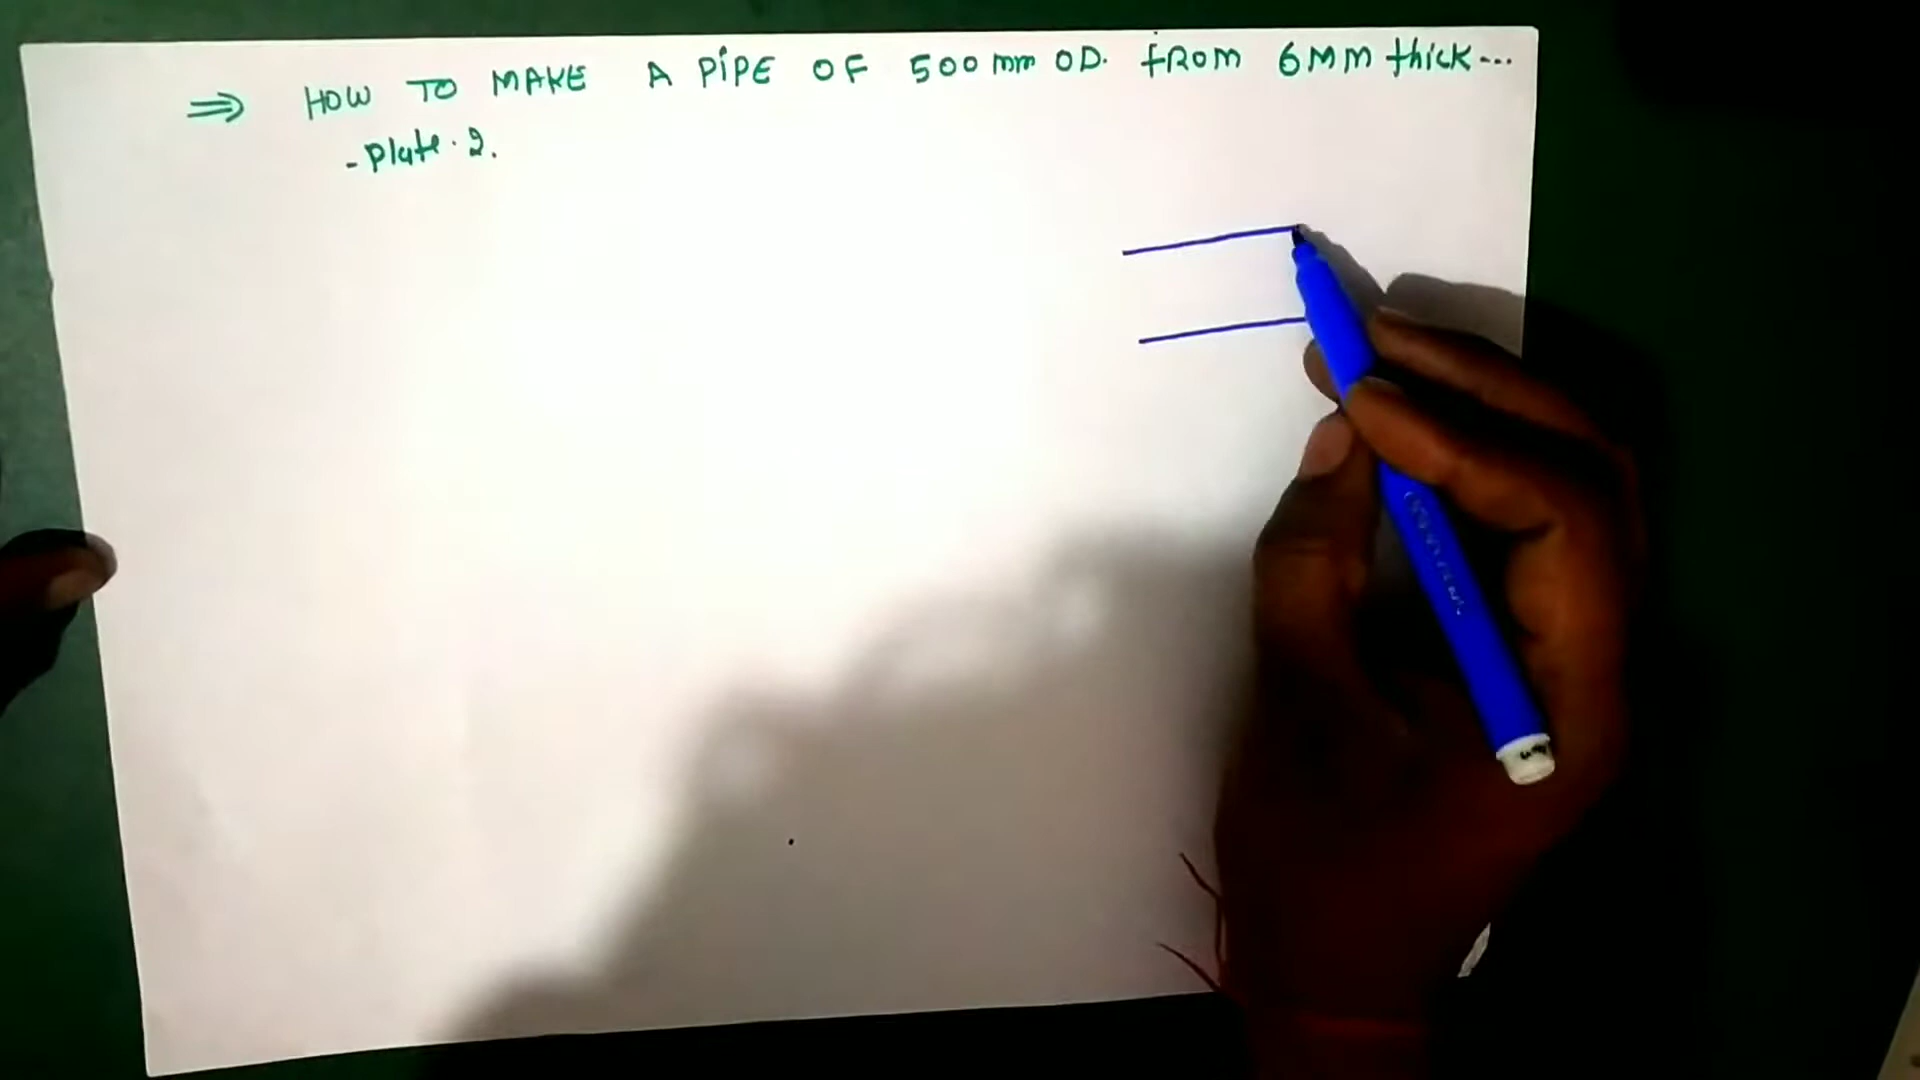 ⇒ HOW TO MAKE A PIPE OF 500 mm OD. fROM 6MM thick...
- plate. 2.